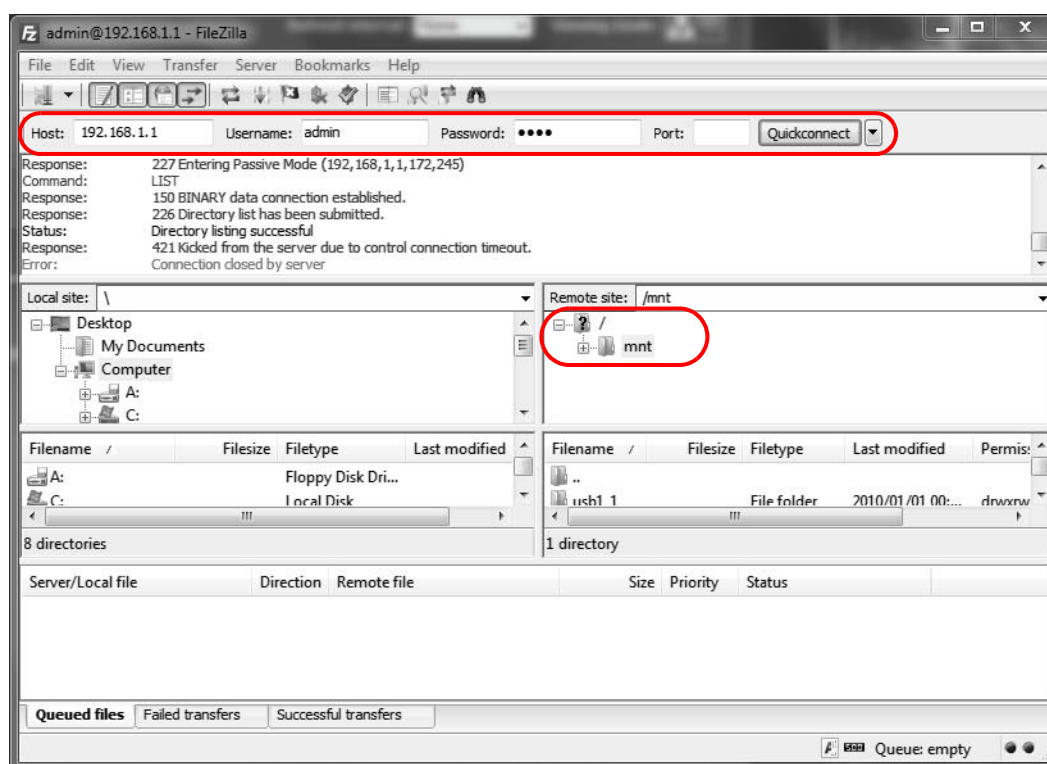 admin@192.168.1.1 - FileZilla
File Edit View Transfer Server Bookmarks Help
Host: 192.168.1.1 Username: admin Password: •••• Port: Quickconnect
Response: 227 Entering Passive Mode (192,168,1,1,172,245)
Command: LIST
Response: 150 BINARY data connection established.
Response: 226 Directory list has been submitted.
Status: Directory listing successful
Response: 421 Kicked from the server due to control connection timeout.
Error: Connection closed by server
Local site: \
Remote site: /mnt
Desktop
My Documents
Computer
A:
C:
/
mnt
Filename / Filesize Filetype Last modified
A: Floppy Disk Dri...
C: Local Disk
8 directories
Filename / Filesize Filetype Last modified Permis:
..
usb1_1 File folder 2010/01/01 00:... drwxrw
1 directory
Server/Local file Direction Remote file Size Priority Status
Queued files Failed transfers Successful transfers
Queue: empty